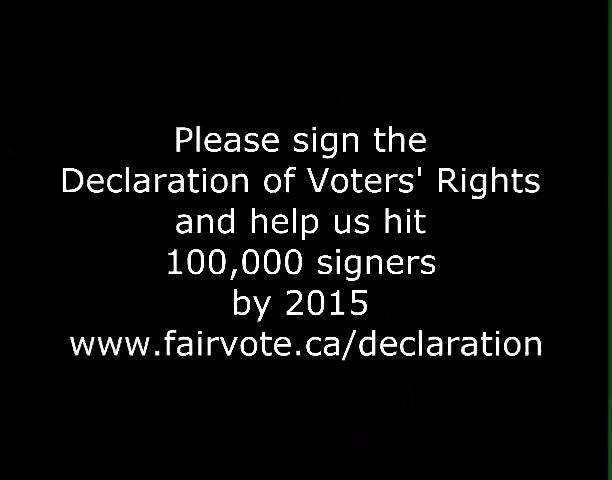 Please sign the
Declaration of Voters' Rights
and help us hit
100,000 signers
by 2015
www.fairvote.ca/declaration